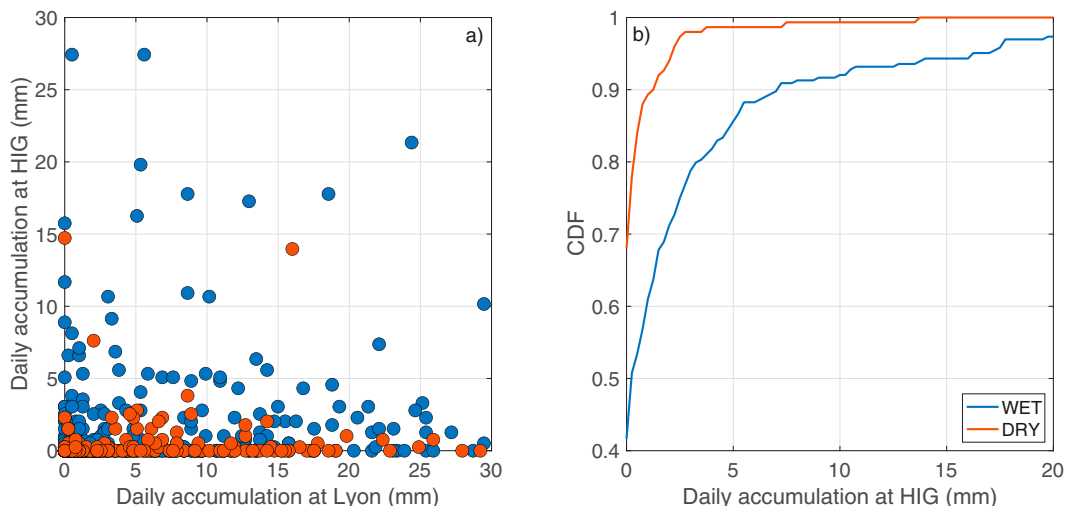 a)
30
25
20
15
10
5
0
Daily accumulation at HIG (mm)
0 5 10 15 20 25 30
Daily accumulation at Lyon (mm)
b)
1
0.9
0.8
0.7
0.6
0.5
0.4
CDF
WET
DRY
0 5 10 15 20
Daily accumulation at HIG (mm)